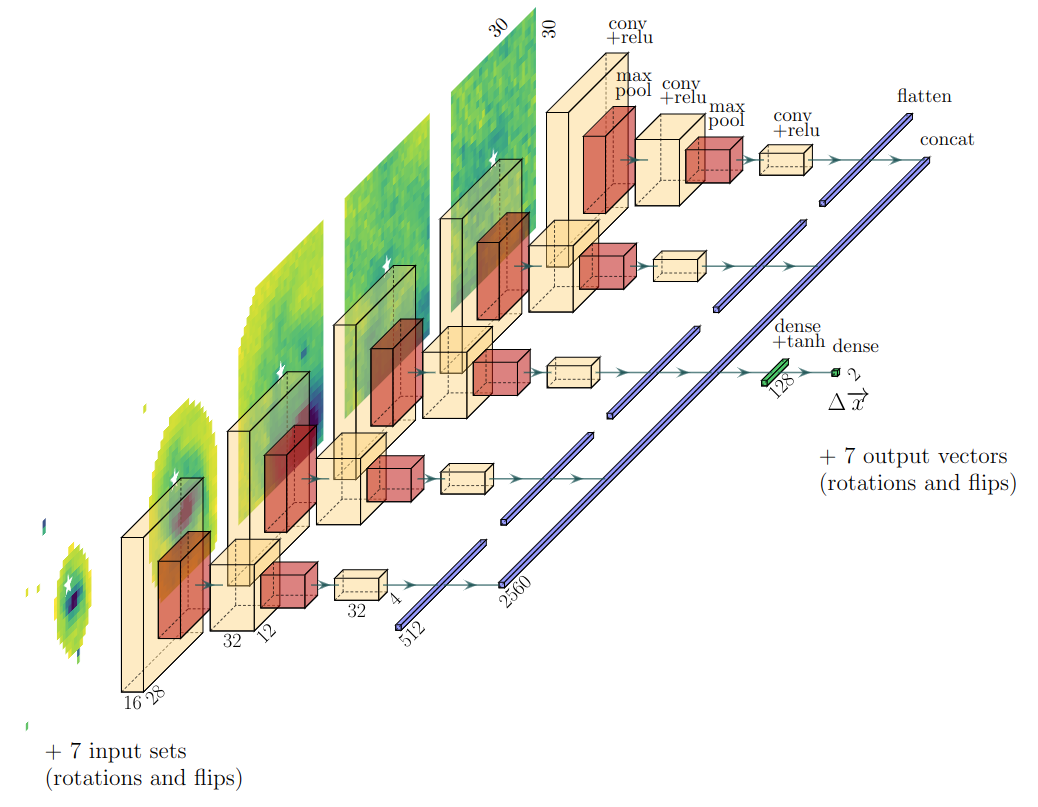 30
30
conv
+relu
max
pool
conv
+relu
max
pool
conv
+relu
flatten
concat
dense
+tanh
dense
128
2
Δx⃗
+ 7 output vectors
(rotations and flips)
16
28
32
12
32
4
512
2560
+ 7 input sets
(rotations and flips)